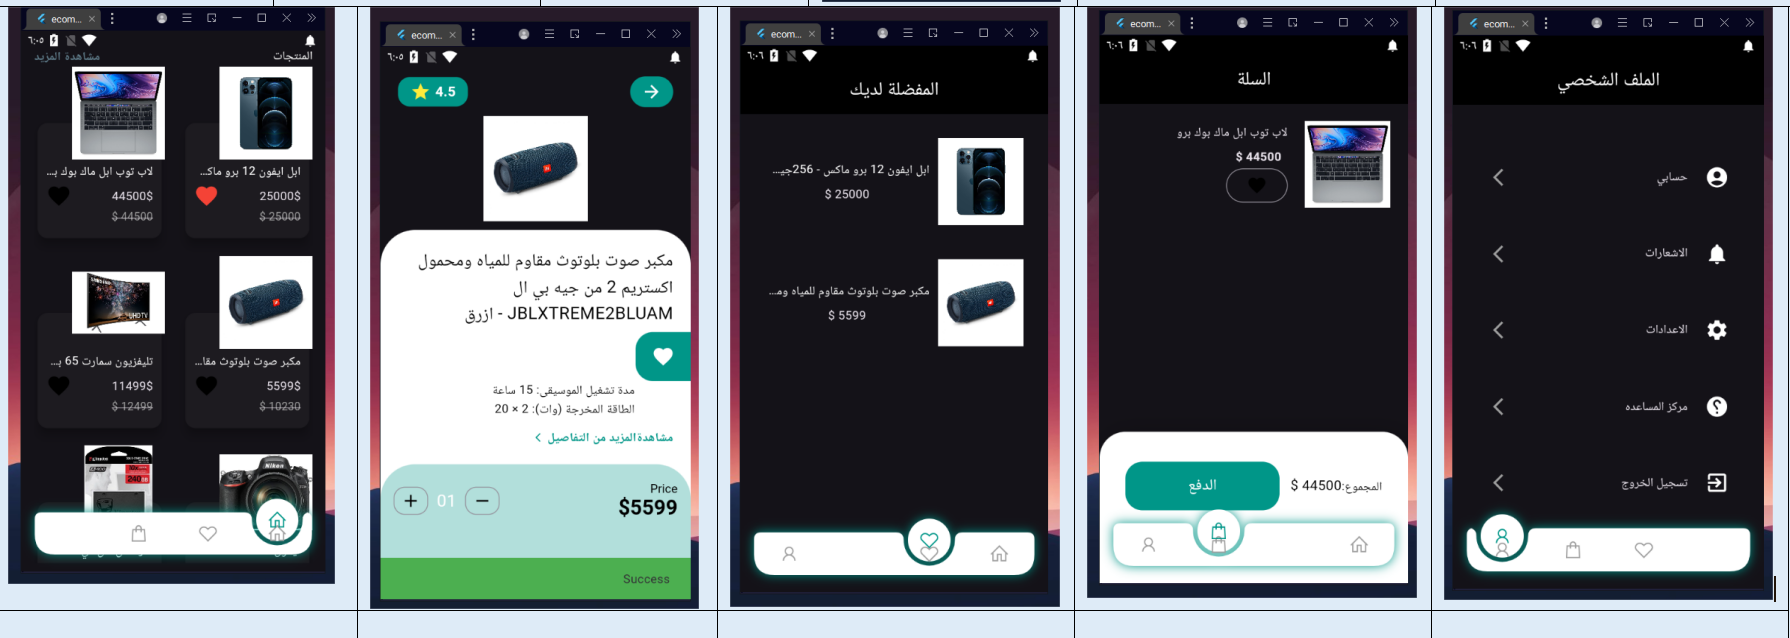 ecom...
٦:٠٥
المنتجات
مشاهدة المزيد
ابل ايفون 12 برو ماكـ...
25000$
$ 25000
لاب توب ابل ماك بوك بـ...
44500$
$ 44500
مكبر صوت بلوتوث مقا...
5599$
$ 10230
تليفزيون سمارت 65 بـ...
11499$
$ 12499
ecom...
٦:٠٥
4.5
مكبر صوت بلوتوث مقاوم للمياه ومحمول
اكستريم 2 من جيه بي ال
JBLXTREME2BLUAM - ازرق
مدة تشغيل الموسيقى: 15 ساعة
الطاقة المخرجة (وات): 2 × 20
مشاهدةالمزيد من التفاصيل
Price
$5599
01
Success
ecom...
٦:٠٦
المفضلة لديك
ابل ايفون 12 برو ماكس - 256جيـ...
$ 25000
مكبر صوت بلوتوث مقاوم للمياه ومـ...
$ 5599
ecom...
٦:٠٦
السلة
لاب توب ابل ماك بوك برو
$ 44500
المجموع:44500 $
الدفع
ecom...
٦:٠٦
الملف الشخصي
حسابي
الاشعارات
الاعدادات
مركز المساعده
تسجيل الخروج